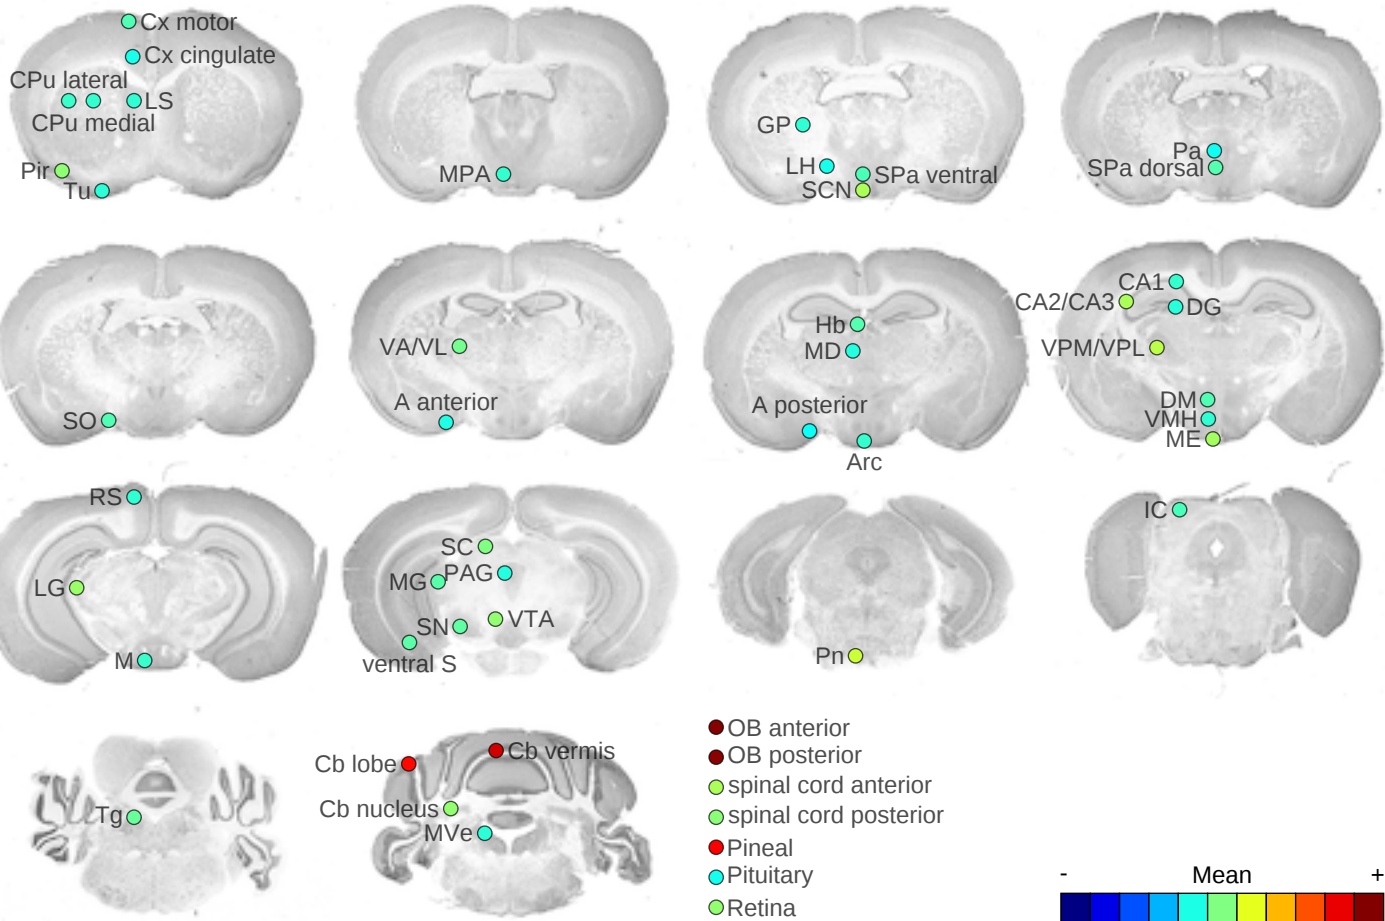 Cx motor
Cx cingulate
CPu lateral
LS
CPu medial
Pir
Tu
MPA
GP
LH
SPa ventral
SCN
Pa
SPa dorsal
SO
VA/VL
A anterior
Hb
MD
A posterior
Arc
CA1
CA2/CA3
DG
VPM/VPL
DM
VMH
ME
RS
LG
M
SC
MG
PAG
SN
VTA
ventral S
Pn
IC
Tg
Cb lobe
Cb vermis
Cb nucleus
MVe
OB anterior
OB posterior
spinal cord anterior
spinal cord posterior
Pineal
Pituitary
Retina
- Mean +